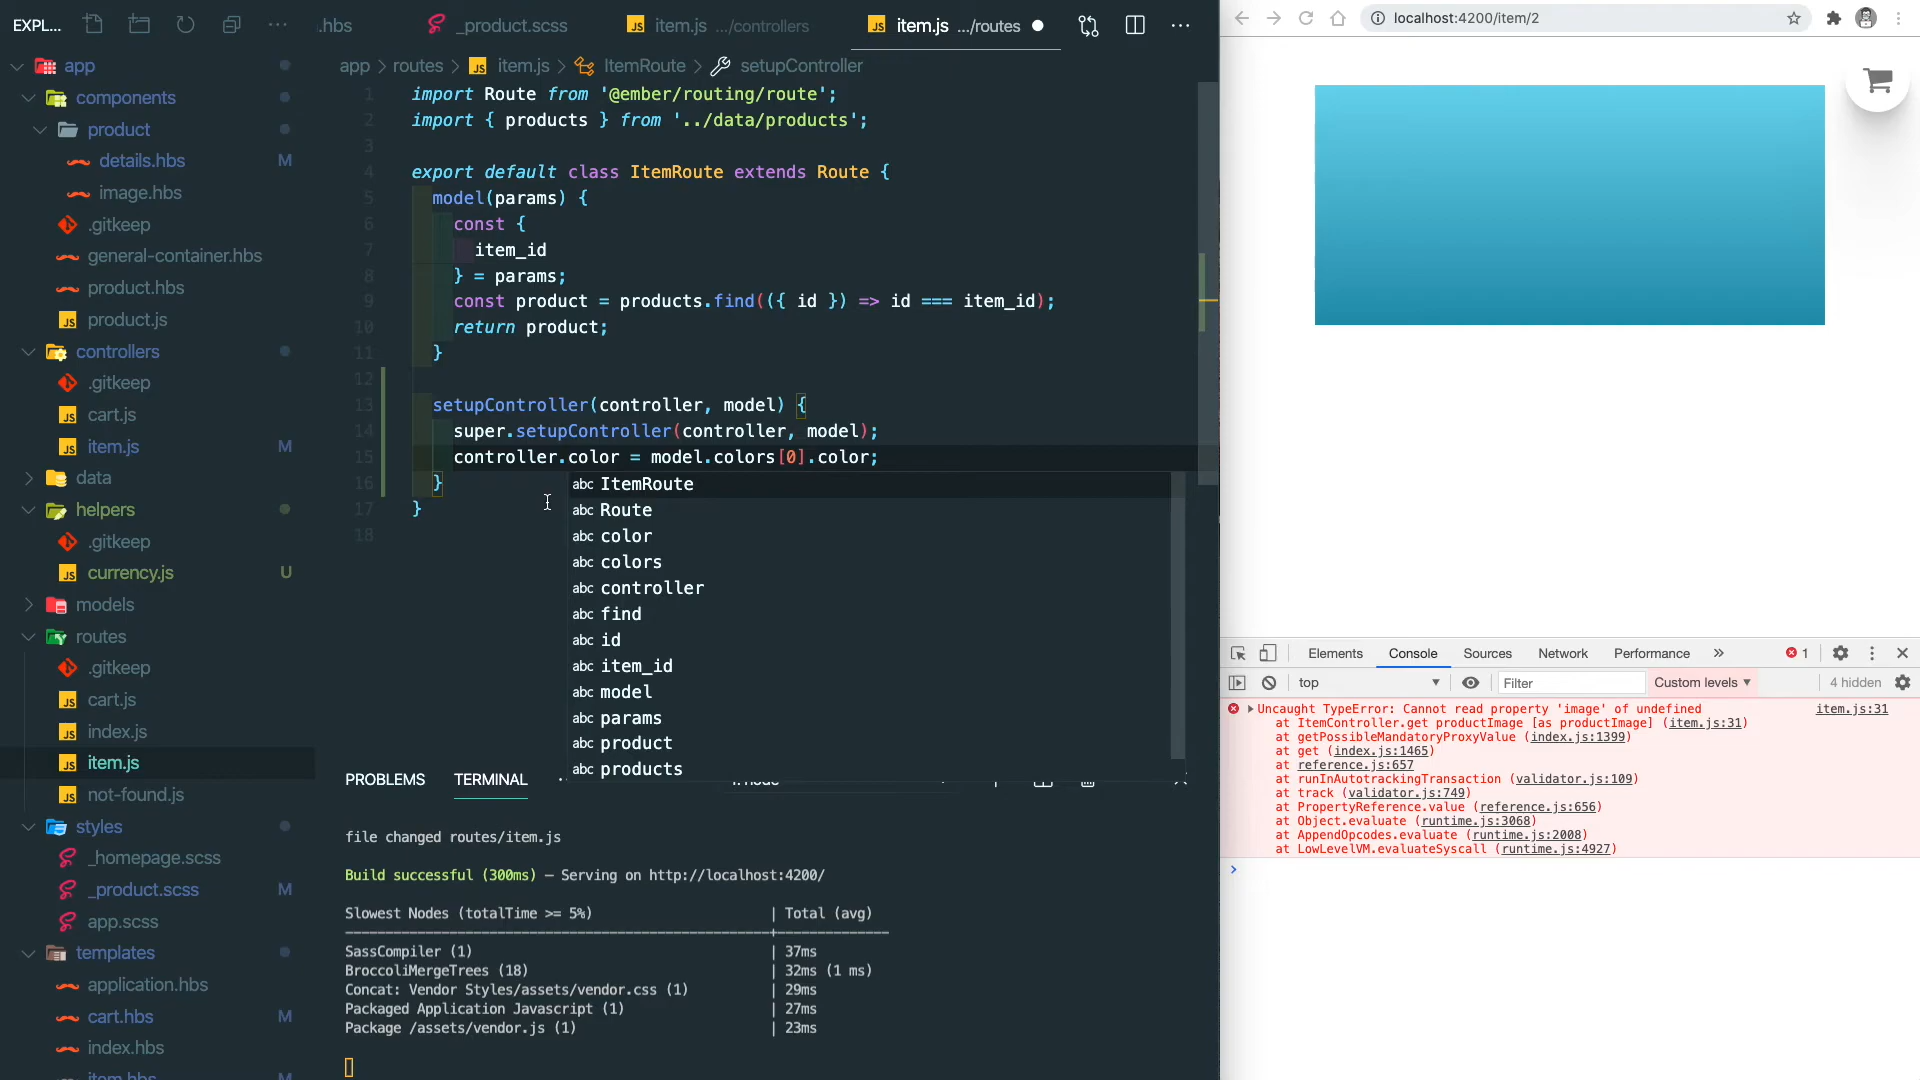 EXPL...
.hbs
_product.scss
item.js .../controllers
item.js .../routes
app > routes > item.js > ItemRoute > setupController
app
components
product
details.hbs M
image.hbs
.gitkeep
general-container.hbs
product.hbs
product.js
controllers
.gitkeep
cart.js
item.js M
data
helpers
.gitkeep
currency.js U
models
routes
.gitkeep
cart.js
index.js
item.js
not-found.js
styles
_homepage.scss
_product.scss M
app.scss
templates
application.hbs
cart.hbs M
index.hbs
item.hbs M
1 import Route from '@ember/routing/route';
2 import { products } from '../data/products';
3
4 export default class ItemRoute extends Route {
5 model(params) {
6 const {
7 item_id
8 } = params;
9 const product = products.find(({ id }) => id === item_id);
10 return product;
11 }
12
13 setupController(controller, model) {
14 super.setupController(controller, model);
15 controller.color = model.colors[0].color;
16 }
17 }
18
abc ItemRoute
abc Route
abc color
abc colors
abc controller
abc find
abc id
abc item_id
abc model
abc params
abc product
abc products
PROBLEMS TERMINAL
file changed routes/item.js
Build successful (300ms) – Serving on http://localhost:4200/
Slowest Nodes (totalTime >= 5%) | Total (avg)
SassCompiler (1) | 37ms
BroccoliMergeTrees (18) | 32ms (1 ms)
Concat: Vendor Styles/assets/vendor.css (1) | 29ms
Packaged Application Javascript (1) | 27ms
Package /assets/vendor.js (1) | 23ms
localhost:4200/item/2
Elements Console Sources Network Performance » 1
top Filter Custom levels 4 hidden
Uncaught TypeError: Cannot read property 'image' of undefined item.js:31
at ItemController.get productImage [as productImage] (item.js:31)
at getPossibleMandatoryProxyValue (index.js:1399)
at get (index.js:1465)
at reference.js:657
at runInAutotrackingTransaction (validator.js:109)
at track (validator.js:749)
at PropertyReference.value (reference.js:656)
at Object.evaluate (runtime.js:3068)
at AppendOpcodes.evaluate (runtime.js:2008)
at LowLevelVM.evaluateSyscall (runtime.js:4927)